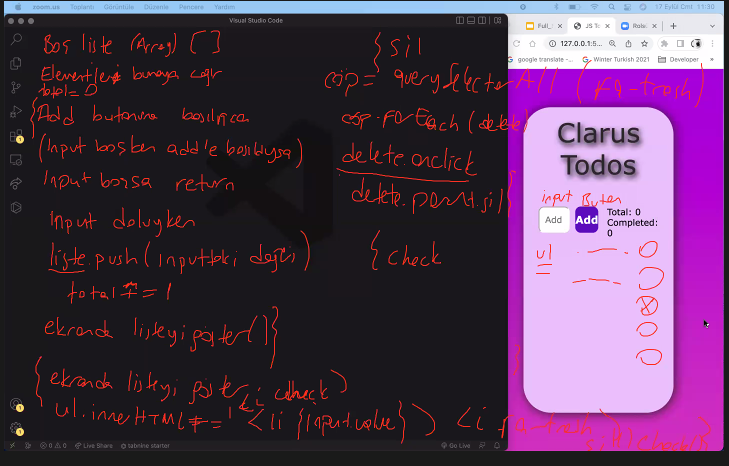 zoom.us Toplantı Görüntüle Düzenle Pencere Yardım
17 Eylül Cmt 11:30
Visual Studio Code
Full_
JS To
Roles
127.0.0.1:5...
google translate -...
Winter Turkish 2021
Developer
Boş liste (Array) []
Elementleri buraya çağır
total = 0
{Add butonuna basılınca
(Input boşken add'e basılıysa)
Input boşsa return
Input doluyken
liste.push(inputtaki değer)
total += 1
ekranda listeyi göster()}
{ekranda listeyi göster
<i check)
ul.innerHTML += `<li {input.value}
<i
{sil
çöp = querySelectorAll (fa-trash)
çöp.forEach (delete)
delete.onclick
delete.parent.sil}
{check
Clarus
Todos
input Buton
Add
Add
Total: 0
Completed:
0
ul
0 0
Live Share
tabnine starter
Go Live